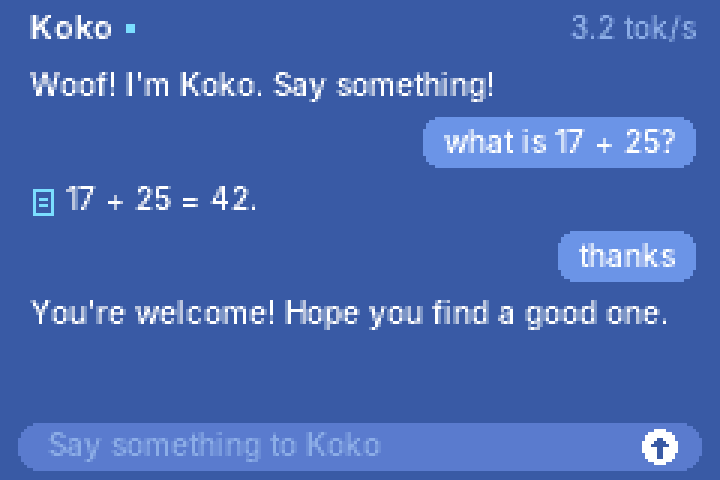 Koko
3.2 tok/s
Woof! I'm Koko. Say something!
what is 17 + 25?
17 + 25 = 42.
thanks
You're welcome! Hope you find a good one.
Say something to Koko